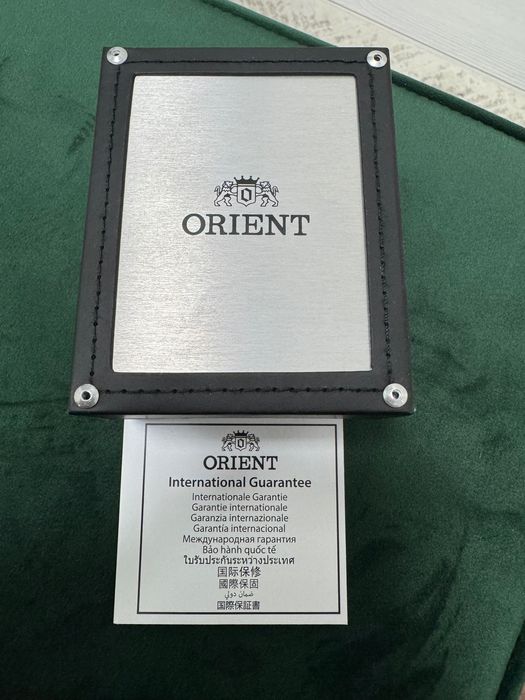 ORIENT
ORIENT
International Guarantee
Internationale Garantie
Garantie internationale
Garanzia internazionale
Garantía internacional
Международная гарантия
Bảo hành quốc tế
ใบรับประกันระหว่างประเทศ
国际保修
國際保固
ضمان دولي
国際保証書